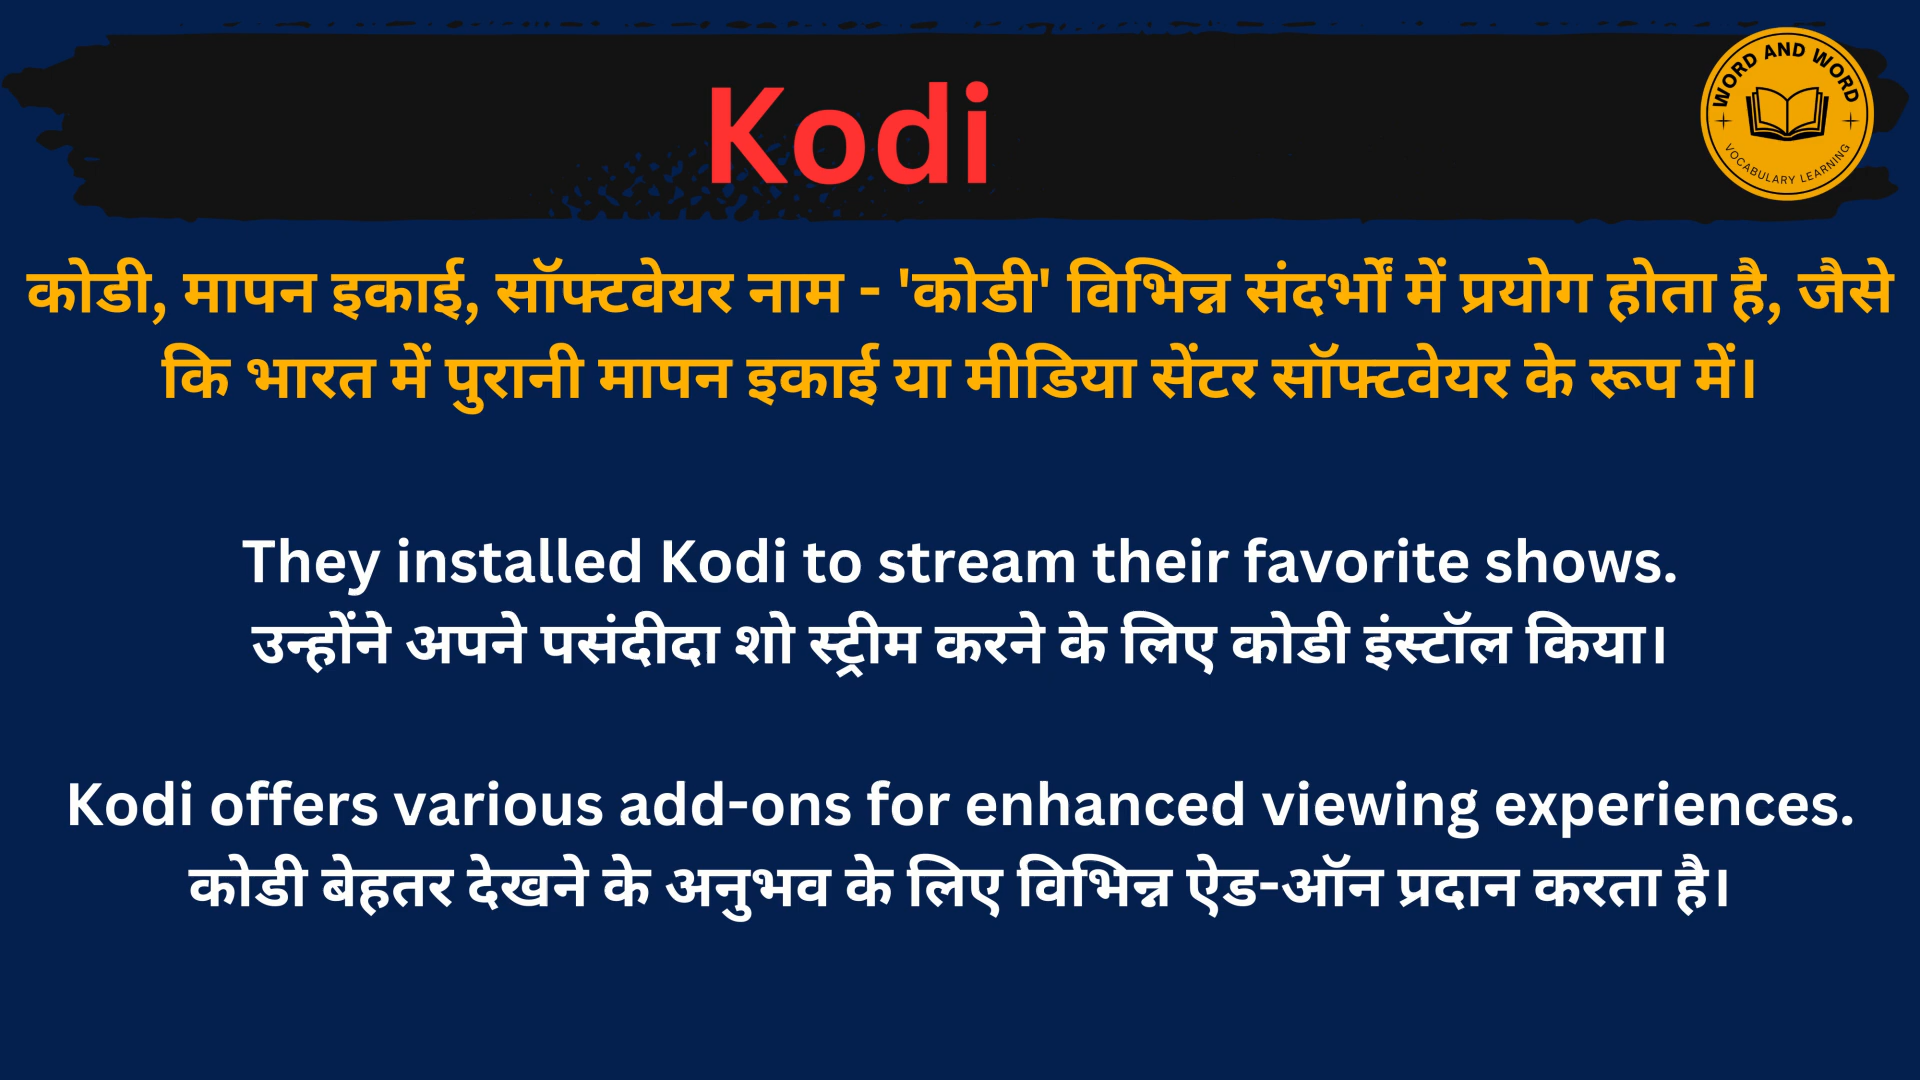 Kodi
WORD AND WORD
VOCABULARY LEARNING
कोडी, मापन इकाई, सॉफ्टवेयर नाम - 'कोडी' विभिन्न संदर्भों में प्रयोग होता है, जैसे
कि भारत में पुरानी मापन इकाई या मीडिया सेंटर सॉफ्टवेयर के रूप में।
They installed Kodi to stream their favorite shows.
उन्होंने अपने पसंदीदा शो स्ट्रीम करने के लिए कोडी इंस्टॉल किया।
Kodi offers various add-ons for enhanced viewing experiences.
कोडी बेहतर देखने के अनुभव के लिए विभिन्न ऐड-ऑन प्रदान करता है।